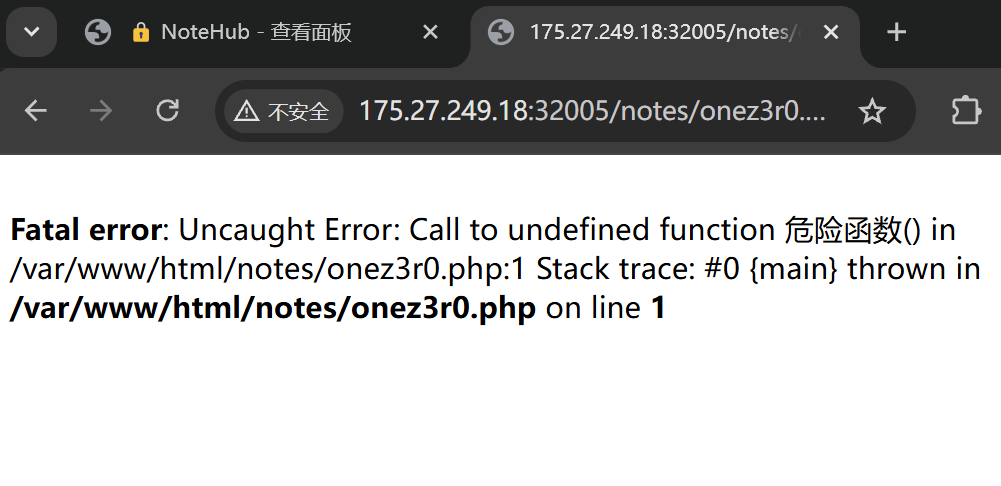 NoteHub - 查看面板
175.27.249.18:32005/notes/
不安全
175.27.249.18:32005/notes/onez3r0....
Fatal error: Uncaught Error: Call to undefined function 危险函数() in
/var/www/html/notes/onez3r0.php:1 Stack trace: #0 {main} thrown in
/var/www/html/notes/onez3r0.php on line 1